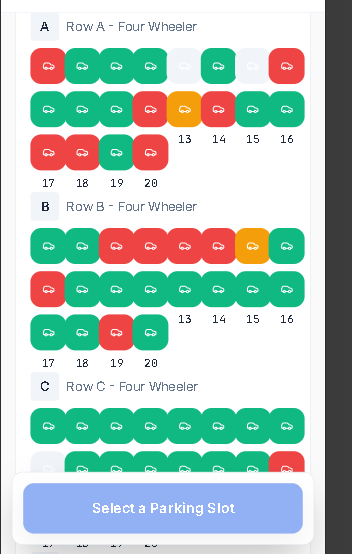 A Row A - Four Wheeler
13 14 15 16
17 18 19 20
B Row B - Four Wheeler
13 14 15 16
17 18 19 20
C Row C - Four Wheeler
Select a Parking Slot